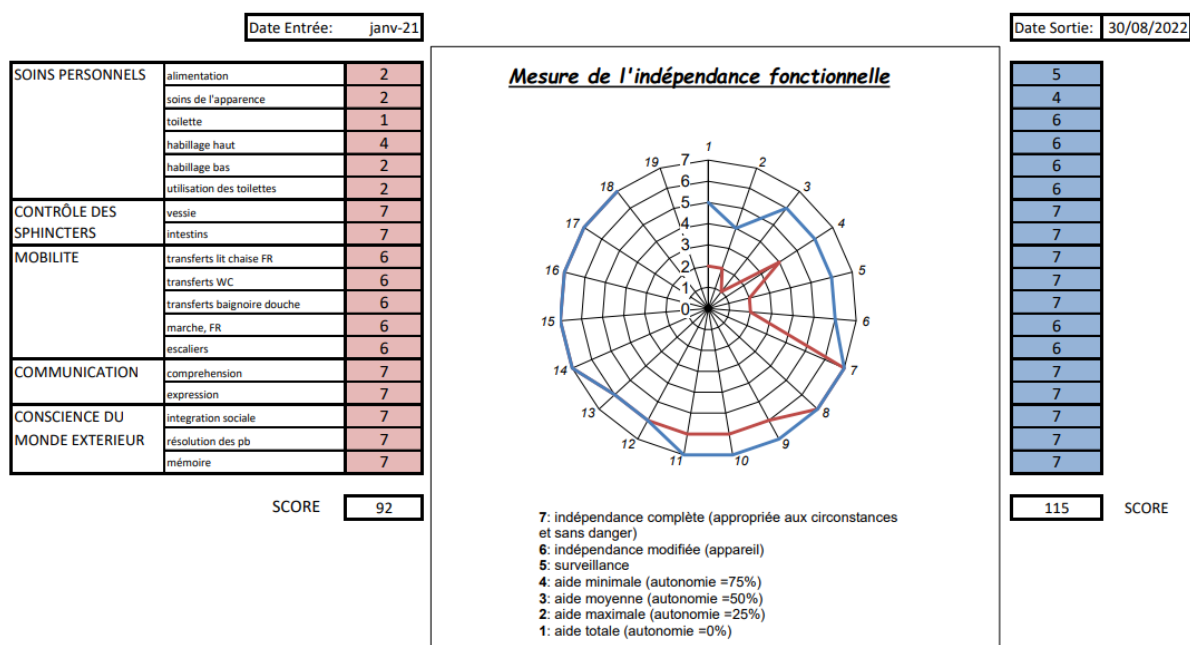 Date Entrée: janv-21
Date Sortie: 30/08/2022
Mesure de l'indépendance fonctionnelle
SOINS PERSONNELS alimentation 2 5
soins de l'apparence 2 4
toilette 1 6
habillage haut 4 6
habillage bas 2 6
utilisation des toilettes 2 6
CONTRÔLE DES SPHINCTERS vessie 7 7
intestins 7 7
MOBILITE transferts lit chaise FR 6 7
transferts WC 6 7
transferts baignoire douche 6 7
marche, FR 6 6
escaliers 6 6
COMMUNICATION comprehension 7 7
expression 7 7
CONSCIENCE DU MONDE EXTERIEUR integration sociale 7 7
résolution des pb 7 7
mémoire 7 7
SCORE 92
115 SCORE
1
2
3
4
5
6
7
8
9
10
11
12
13
14
15
16
17
18
19
7
6
5
4
3
2
1
0
7: indépendance complète (appropriée aux circonstances
et sans danger)
6: indépendance modifiée (appareil)
5: surveillance
4: aide minimale (autonomie =75%)
3: aide moyenne (autonomie =50%)
2: aide maximale (autonomie =25%)
1: aide totale (autonomie =0%)